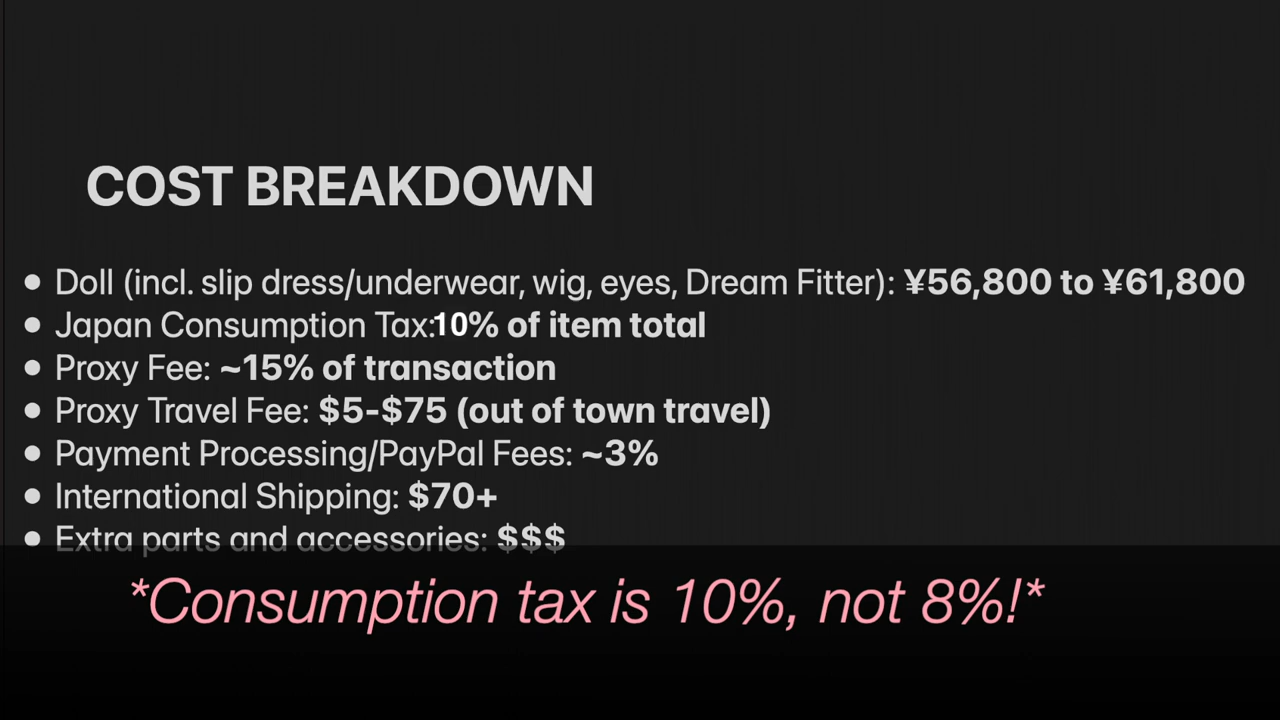 COST BREAKDOWN
• Doll (incl. slip dress/underwear, wig, eyes, Dream Fitter): ¥56,800 to ¥61,800
• Japan Consumption Tax:10% of item total
• Proxy Fee: ~15% of transaction
• Proxy Travel Fee: $5-$75 (out of town travel)
• Payment Processing/PayPal Fees: ~3%
• International Shipping: $70+
• Extra parts and accessories: $$$
*Consumption tax is 10%, not 8%!*